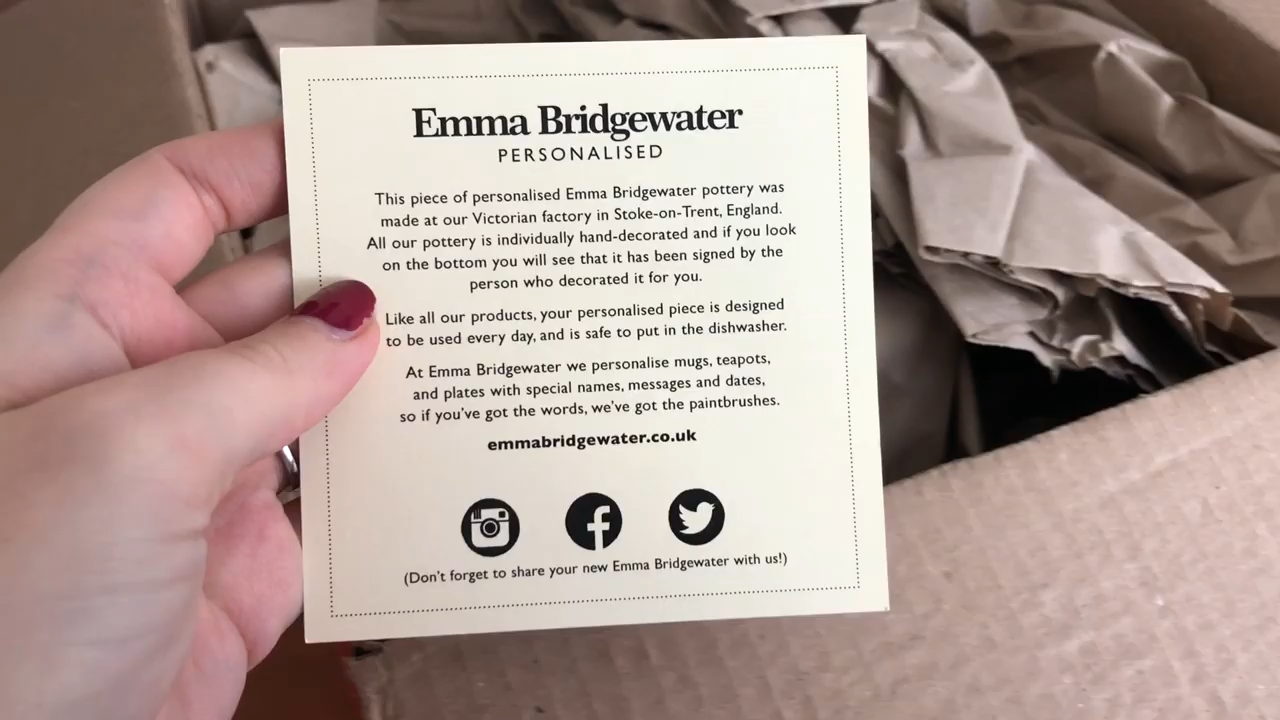 Emma Bridgewater
PERSONALISED
This piece of personalised Emma Bridgewater pottery was
made at our Victorian factory in Stoke-on-Trent, England.
All our pottery is individually hand-decorated and if you look
on the bottom you will see that it has been signed by the
person who decorated it for you.
Like all our products, your personalised piece is designed
to be used every day, and is safe to put in the dishwasher.
At Emma Bridgewater we personalise mugs, teapots,
and plates with special names, messages and dates,
so if you've got the words, we've got the paintbrushes.
emmabridgewater.co.uk
(Don't forget to share your new Emma Bridgewater with us!)